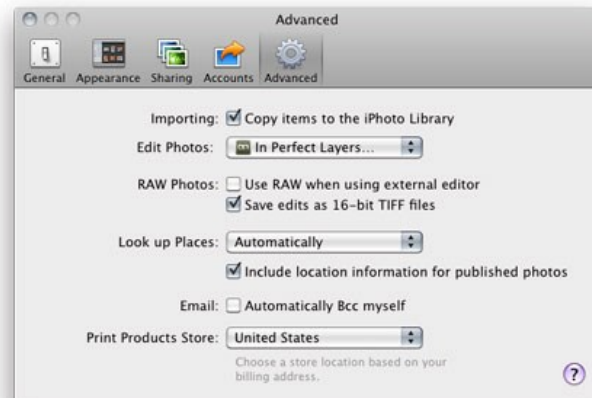 Advanced
General Appearance Sharing Accounts Advanced
Importing: Copy items to the iPhoto Library
Edit Photos: In Perfect Layers...
RAW Photos: Use RAW when using external editor
Save edits as 16-bit TIFF files
Look up Places: Automatically
Include location information for published photos
Email: Automatically Bcc myself
Print Products Store: United States
Choose a store location based on your
billing address.
?